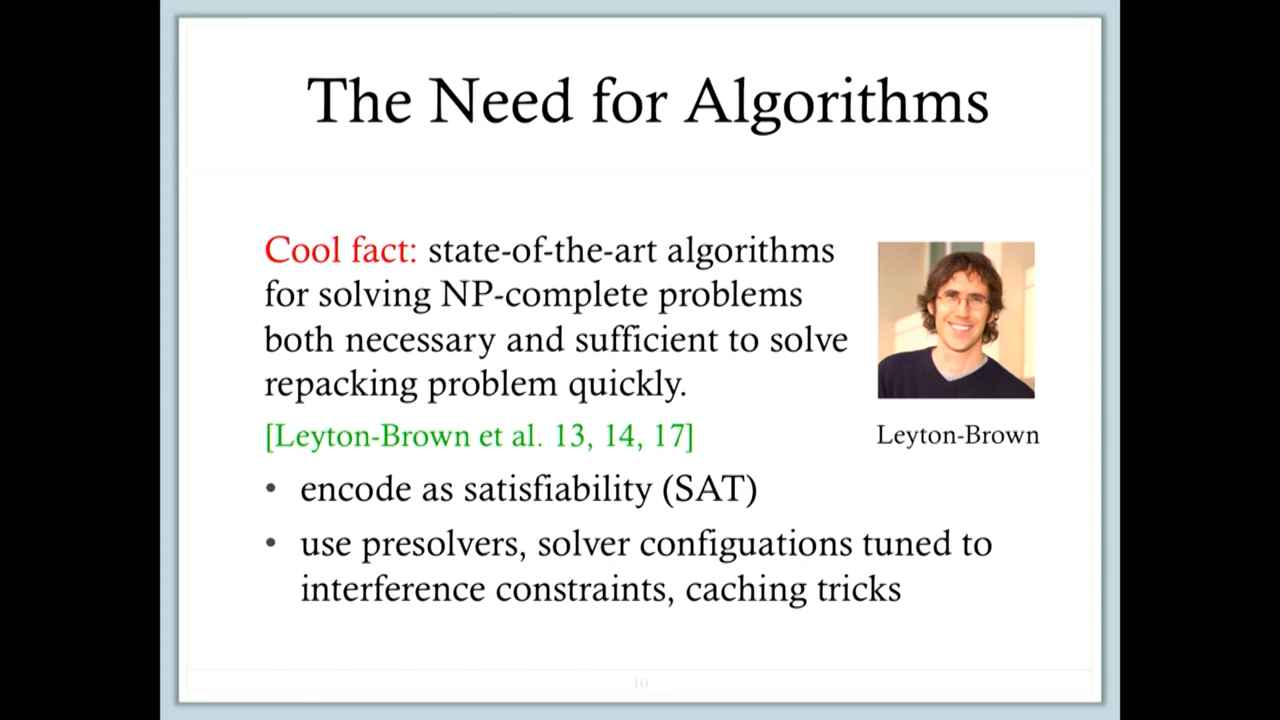 The Need for Algorithms
Cool fact: state-of-the-art algorithms
for solving NP-complete problems
both necessary and sufficient to solve
repacking problem quickly.
[Leyton-Brown et al. 13, 14, 17]
Leyton-Brown
• encode as satisfiability (SAT)
• use presolvers, solver configuations tuned to
interference constraints, caching tricks
10